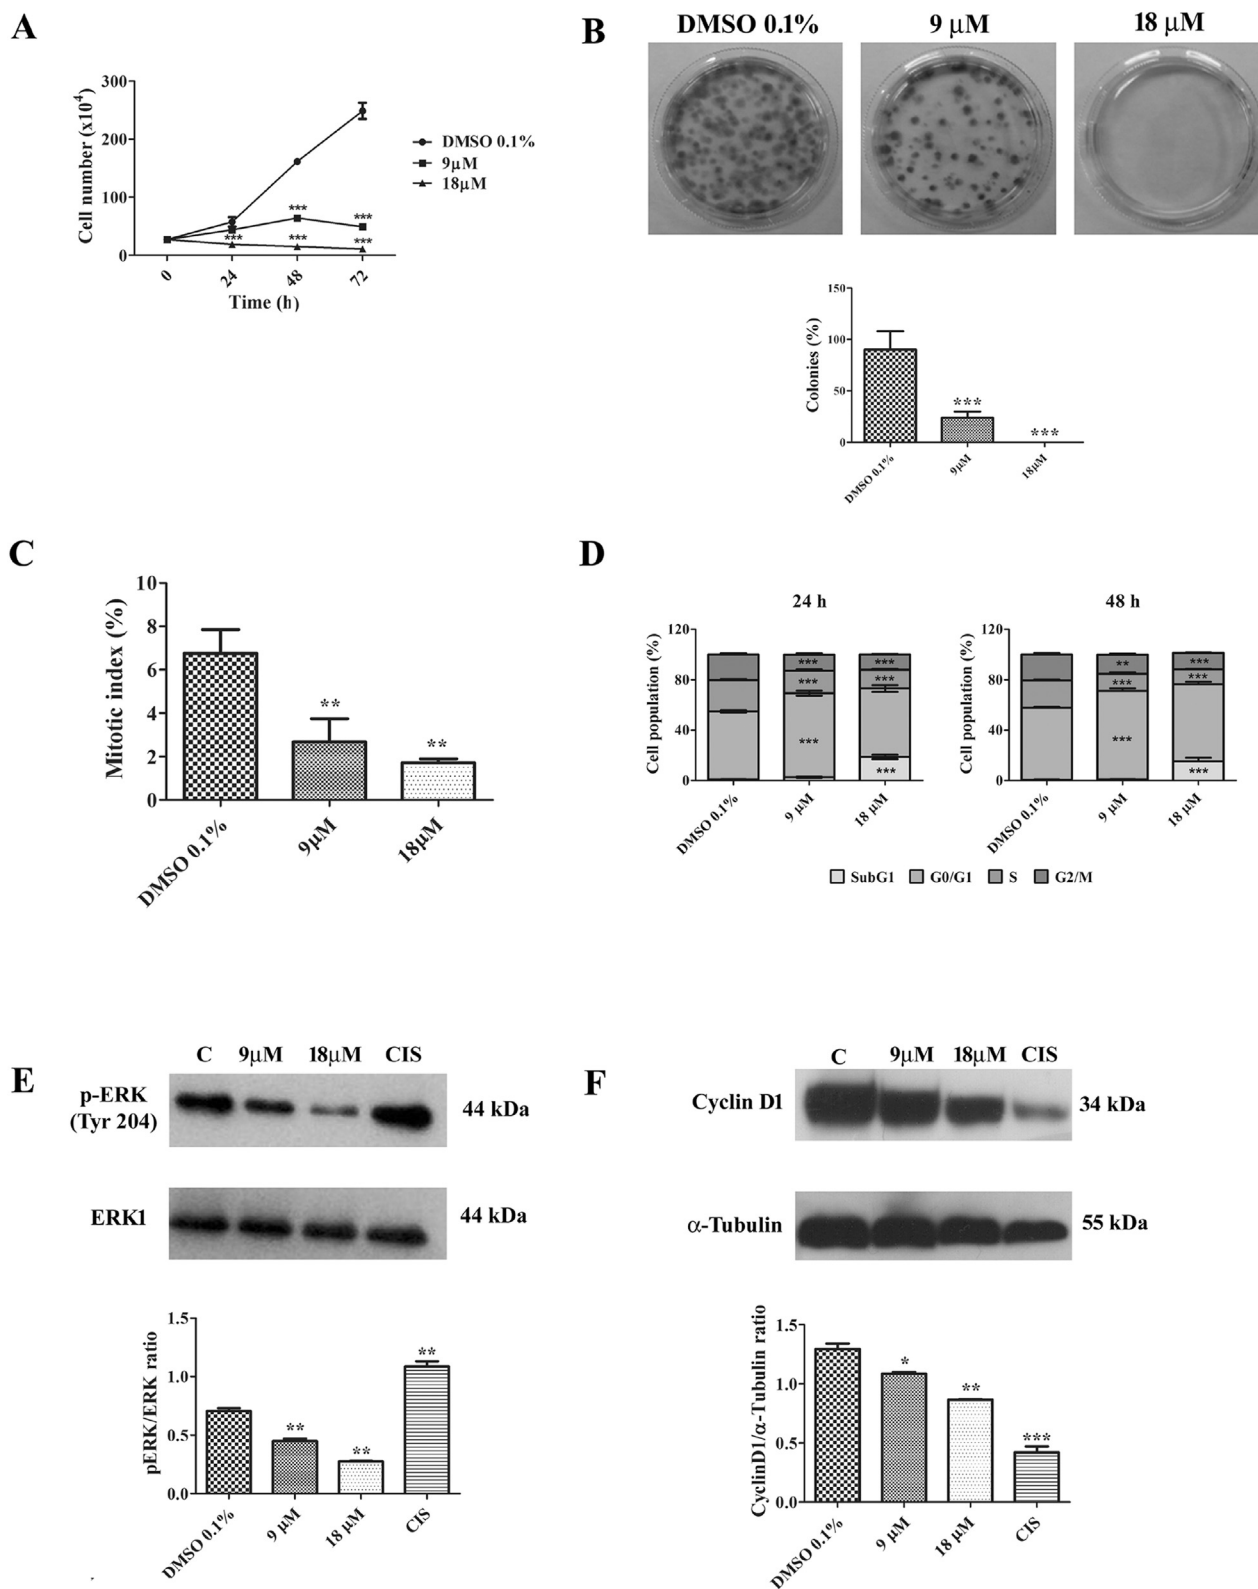 A
300
200
100
0
Cell number (x10⁴)
DMSO 0.1%
9µM
18µM
***
***
***
***
***
0
24
48
72
Time (h)
B
DMSO 0.1%
9 µM
18 µM
150
100
50
0
Colonies (%)
***
***
DMSO 0.1%
9µM
18µM
C
10
8
6
4
2
0
Mitotic index (%)
**
**
DMSO 0.1%
9µM
18µM
D
24 h
120
80
40
0
Cell population (%)
***
***
***
***
***
***
DMSO 0.1%
9 µM
18 µM
48 h
120
80
40
0
Cell population (%)
**
***
***
***
***
***
DMSO 0.1%
9 µM
18 µM
SubG1
G0/G1
S
G2/M
E
C
9µM
18µM
CIS
p-ERK
(Tyr 204)
44 kDa
ERK1
44 kDa
1.5
1.0
0.5
0.0
pERK/ERK ratio
**
**
**
DMSO 0.1%
9 µM
18 µM
CIS
F
C
9µM
18µM
CIS
Cyclin D1
34 kDa
α-Tubulin
55 kDa
1.5
1.0
0.5
0.0
CyclinD1/α-Tubulin ratio
*
**
***
DMSO 0.1%
9 µM
18 µM
CIS